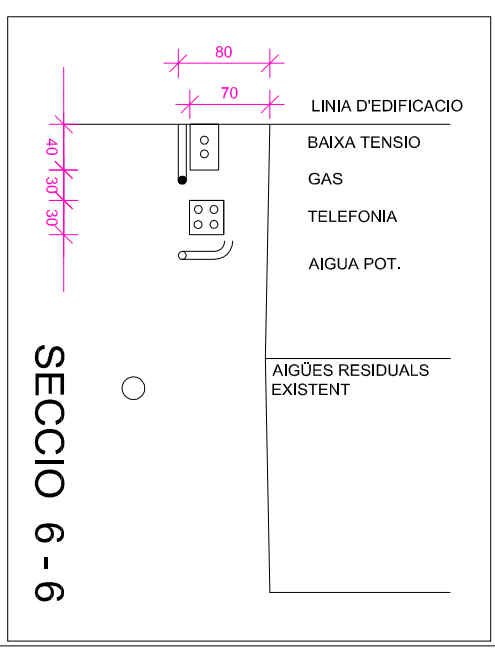 80
70
LINIA D'EDIFICACIO
BAIXA TENSIO
GAS
TELEFONIA
AIGUA POT.
40
30
30
AIGÜES RESIDUALS
EXISTENT
SECCIO 6 - 6